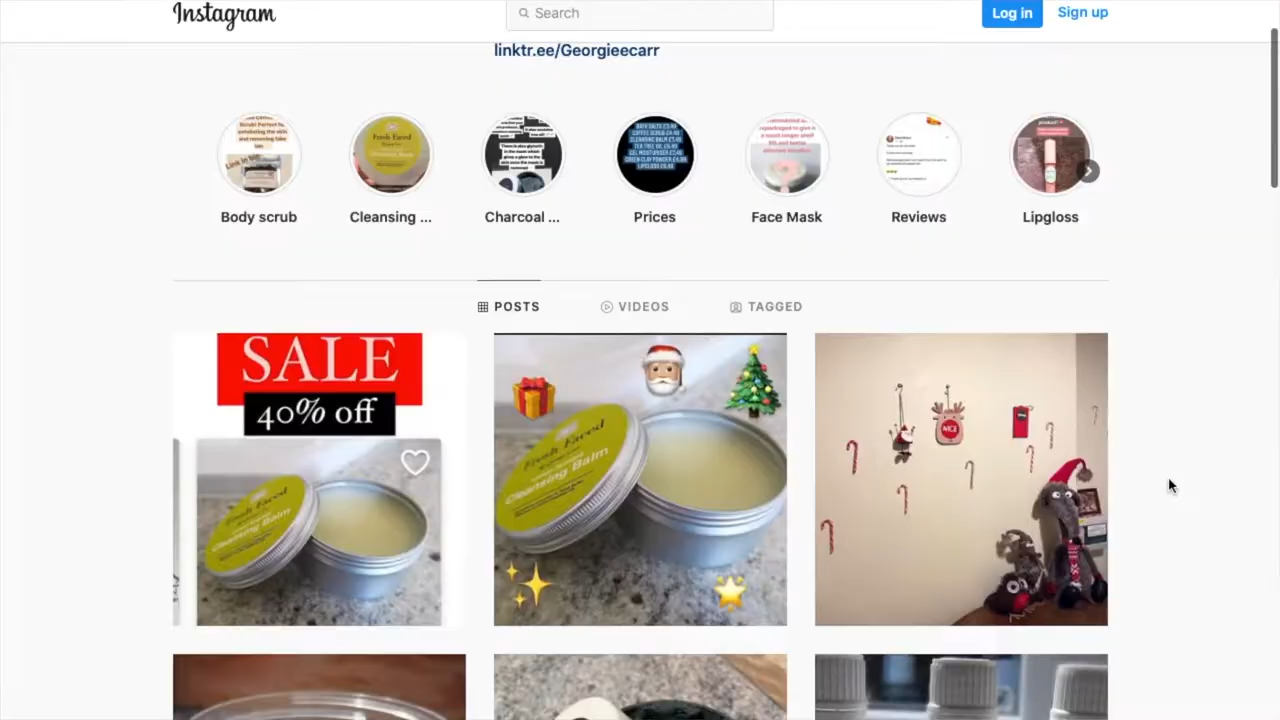 Instagram
Search
Log in
Sign up
linktr.ee/Georgieecarr
Body scrub
Cleansing ...
Charcoal ...
Prices
Face Mask
Reviews
Lipgloss
POSTS
VIDEOS
TAGGED
SALE
40% off
Fresh Faced
Cleansing Balm
Fresh Faced
Cleansing Balm
NICE